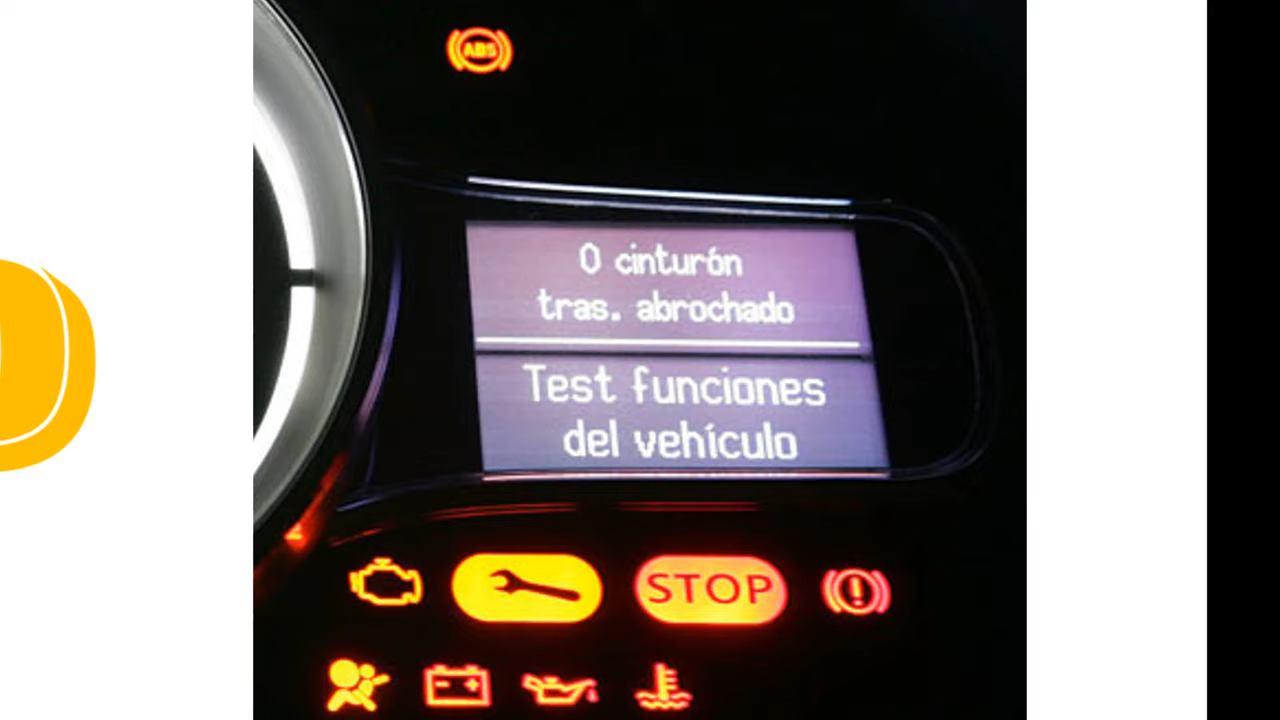 ABS
0 cinturón
tras. abrochado
Test funciones
del vehículo
STOP